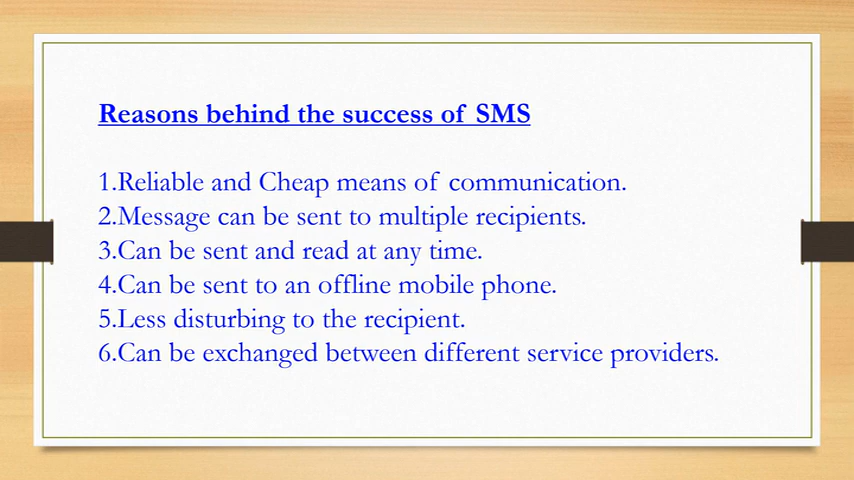 Reasons behind the success of SMS
1.Reliable and Cheap means of communication.
2.Message can be sent to multiple recipients.
3.Can be sent and read at any time.
4.Can be sent to an offline mobile phone.
5.Less disturbing to the recipient.
6.Can be exchanged between different service providers.